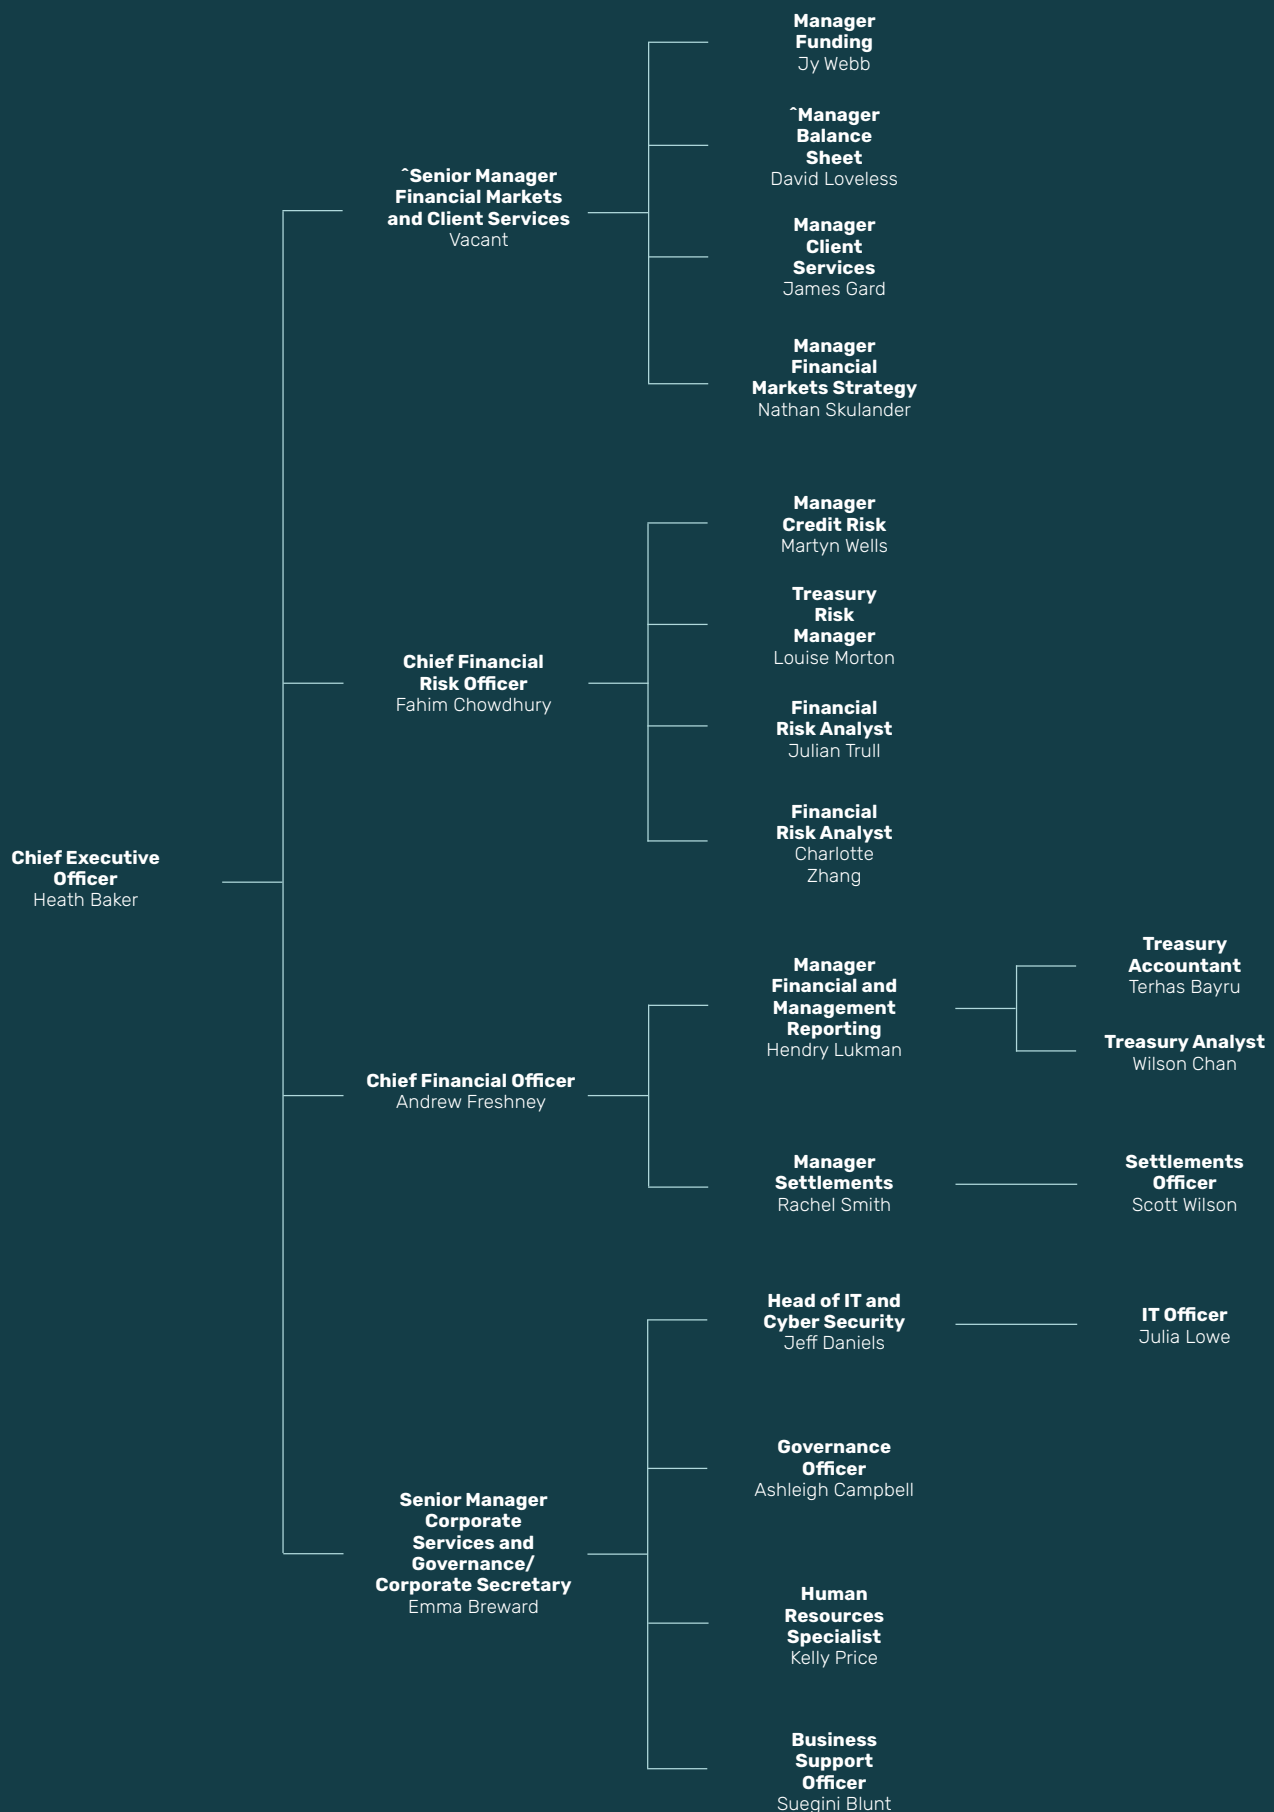 Chief Executive
Officer
Heath Baker
ˆSenior Manager
Financial Markets
and Client Services
Vacant
Manager
Funding
Jy Webb
ˆManager
Balance
Sheet
David Loveless
Manager
Client
Services
James Gard
Manager
Financial
Markets Strategy
Nathan Skulander
Chief Financial
Risk Officer
Fahim Chowdhury
Manager
Credit Risk
Martyn Wells
Treasury
Risk
Manager
Louise Morton
Financial
Risk Analyst
Julian Trull
Financial
Risk Analyst
Charlotte
Zhang
Chief Financial Officer
Andrew Freshney
Manager
Financial and
Management
Reporting
Hendry Lukman
Treasury
Accountant
Terhas Bayru
Treasury Analyst
Wilson Chan
Manager
Settlements
Rachel Smith
Settlements
Officer
Scott Wilson
Senior Manager
Corporate
Services and
Governance/
Corporate Secretary
Emma Breward
Head of IT and
Cyber Security
Jeff Daniels
IT Officer
Julia Lowe
Governance
Officer
Ashleigh Campbell
Human
Resources
Specialist
Kelly Price
Business
Support
Officer
Suegini Blunt